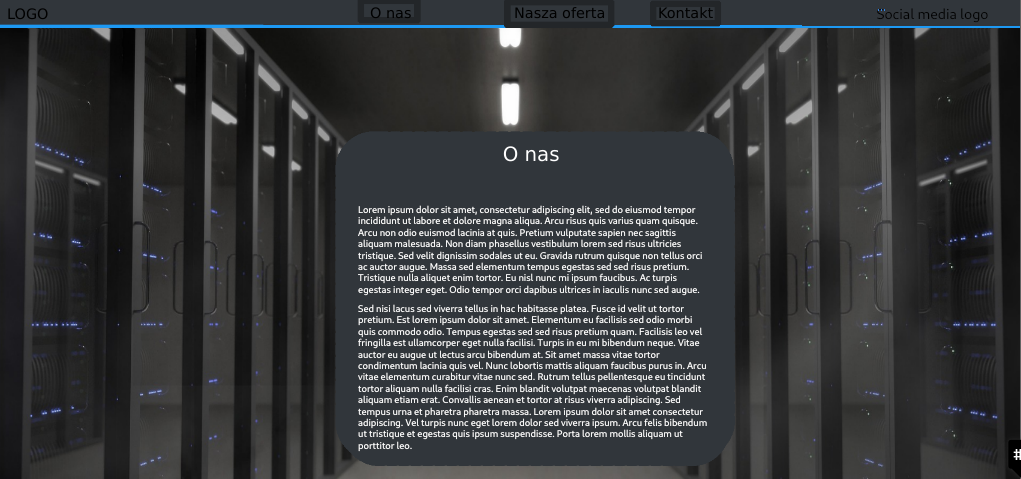 LOGO
O nas
Nasza oferta
Kontakt
Social media logo
O nas
Lorem ipsum dolor sit amet, consectetur adipiscing elit, sed do eiusmod tempor
incididunt ut labore et dolore magna aliqua. Arcu risus quis varius quam quisque.
Arcu non odio euismod lacinia at quis. Pretium vulputate sapien nec sagittis
aliquam malesuada. Non diam phasellus vestibulum lorem sed risus ultricies
tristique. Sed velit dignissim sodales ut eu. Gravida rutrum quisque non tellus orci
ac auctor augue. Massa sed elementum tempus egestas sed sed risus pretium.
Tristique nulla aliquet enim tortor. Eu nisl nunc mi ipsum faucibus. Ac turpis
egestas integer eget. Odio tempor orci dapibus ultrices in iaculis nunc sed augue.
Sed nisi lacus sed viverra tellus in hac habitasse platea. Fusce id velit ut tortor
pretium. Est lorem ipsum dolor sit amet. Elementum eu facilisis sed odio morbi
quis commodo odio. Tempus egestas sed sed risus pretium quam. Facilisis leo vel
fringilla est ullamcorper eget nulla facilisi. Turpis in eu mi bibendum neque. Vitae
auctor eu augue ut lectus arcu bibendum at. Sit amet massa vitae tortor
condimentum lacinia quis vel. Nunc lobortis mattis aliquam faucibus purus in. Arcu
vitae elementum curabitur vitae nunc sed. Rutrum tellus pellentesque eu tincidunt
tortor aliquam nulla facilisi cras. Enim blandit volutpat maecenas volutpat blandit
aliquam etiam erat. Convallis aenean et tortor at risus viverra adipiscing. Sed
tempus urna et pharetra pharetra massa. Lorem ipsum dolor sit amet consectetur
adipiscing. Vel turpis nunc eget lorem dolor sed viverra ipsum. Arcu felis bibendum
ut tristique et egestas quis ipsum suspendisse. Porta lorem mollis aliquam ut
porttitor leo.
#